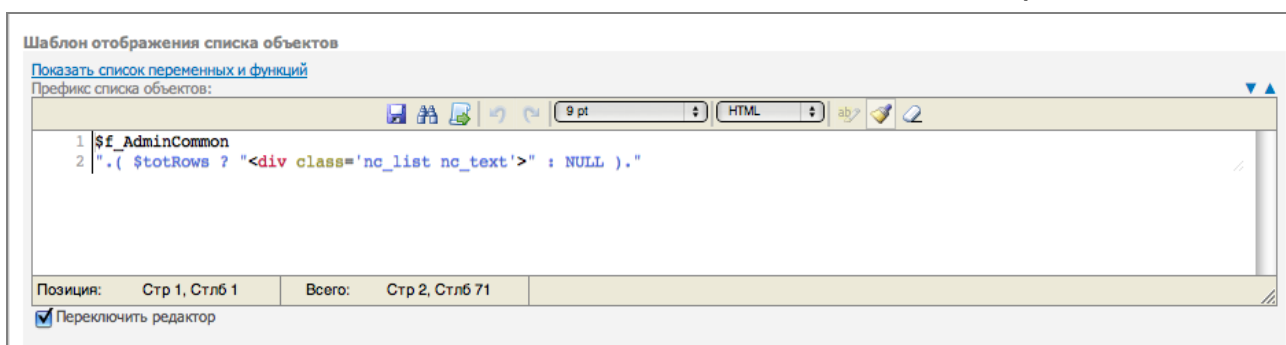 Шаблон отображения списка объектов
Показать список переменных и функций
Префикс списка объектов:
9 pt HTML
1 $f_AdminCommon
2 ".( $totRows ? "<div class='nc_list nc_text'>" : NULL )."
Позиция: Стр 1, Стлб 1 Всего: Стр 2, Стлб 71
Переключить редактор